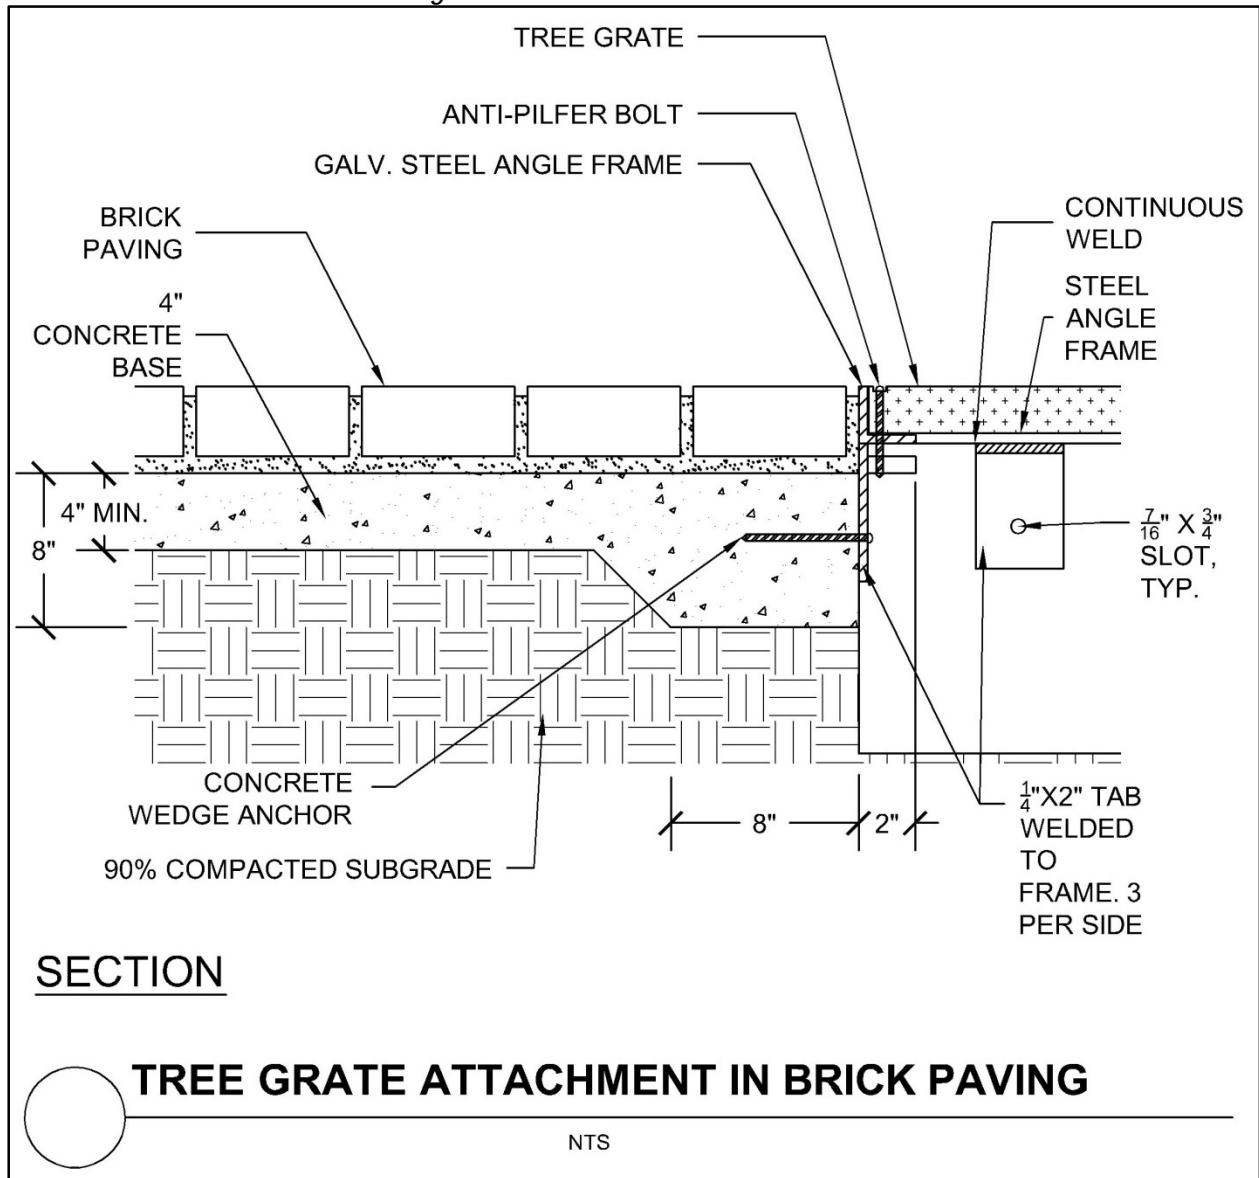 TREE GRATE
ANTI-PILFER BOLT
GALV. STEEL ANGLE FRAME
BRICK
PAVING
4"
CONCRETE
BASE
CONTINUOUS
WELD
STEEL
ANGLE
FRAME
4" MIN.
8"
7/16" X 3/4"
SLOT,
TYP.
CONCRETE
WEDGE ANCHOR
90% COMPACTED SUBGRADE
8"
2"
1/4"X2" TAB
WELDED
TO
FRAME. 3
PER SIDE
SECTION
TREE GRATE ATTACHMENT IN BRICK PAVING
NTS